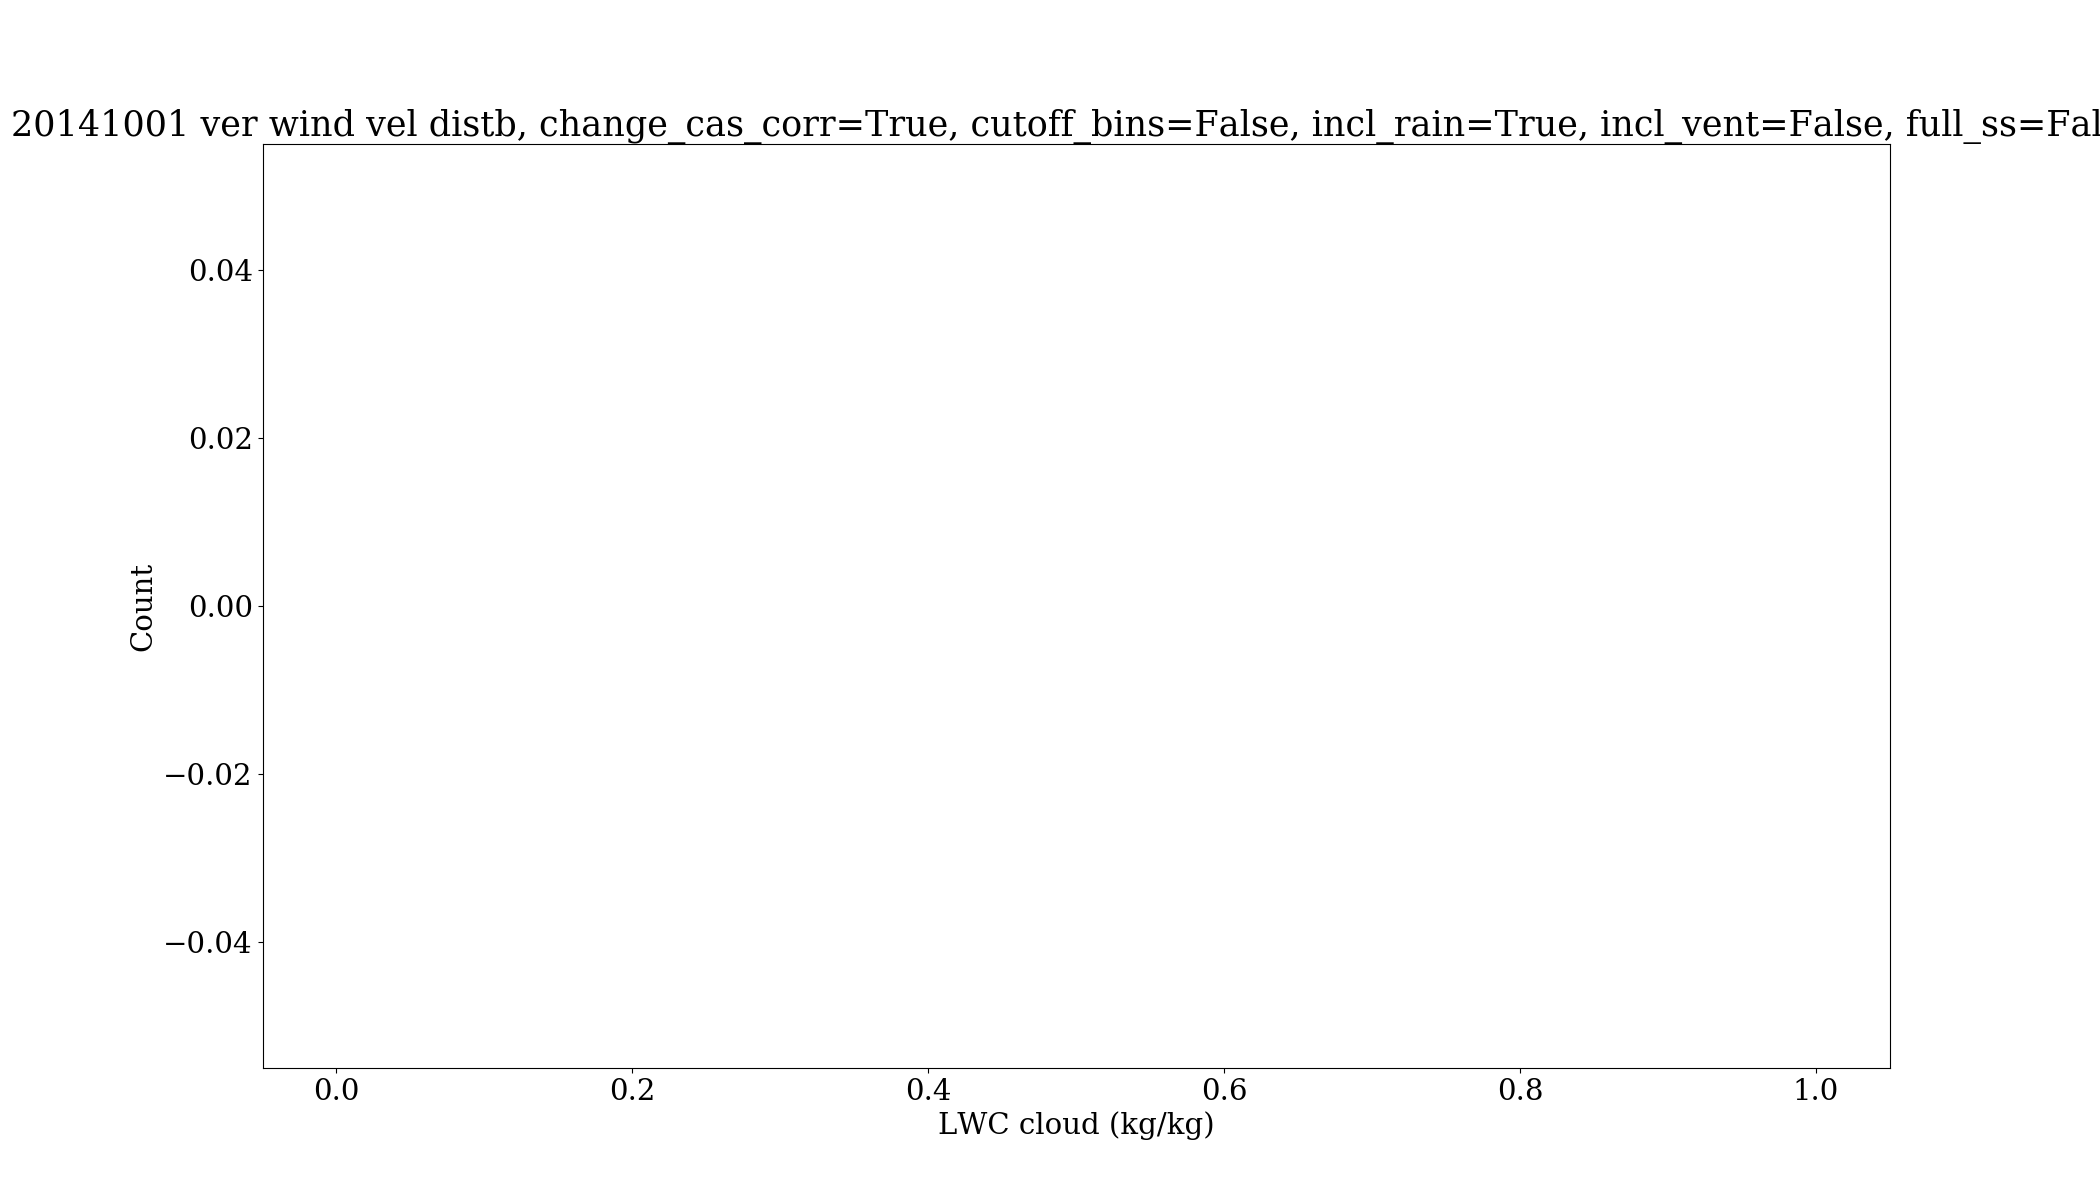 20141001 ver wind vel distb, change_cas_corr=True, cutoff_bins=False, incl_rain=True, incl_vent=False, full_ss=Fal
0.04
0.02
0.00
−0.02
−0.04
Count
0.0 0.2 0.4 0.6 0.8 1.0
LWC cloud (kg/kg)